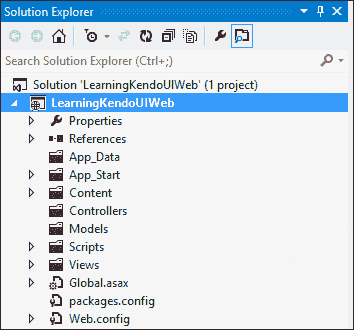 Solution Explorer
Search Solution Explorer (Ctrl+;)
Solution 'LearningKendoUIWeb' (1 project)
LearningKendoUIWeb
Properties
References
App_Data
App_Start
Content
Controllers
Models
Scripts
Views
Global.asax
packages.config
Web.config